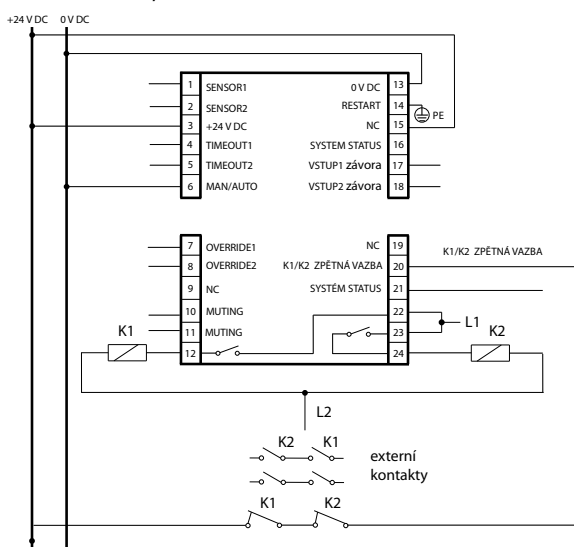 +24 V DC 0 V DC
1 SENSOR1 0 V DC 13
2 SENSOR2 RESTART 14 PE
3 +24 V DC NC 15
4 TIMEOUT1 SYSTEM STATUS 16
5 TIMEOUT2 VSTUP1 závora 17
6 MAN/AUTO VSTUP2 závora 18
7 OVERRIDE1 NC 19
K1/K2 ZPĚTNÁ VAZBA
8 OVERRIDE2 K1/K2 ZPĚTNÁ VAZBA 20
9 NC SYSTÉM STATUS 21
10 MUTING 22
L1
11 MUTING 23
K1 K2
12 24
L2
K2 K1
externí
kontakty
K1 K2